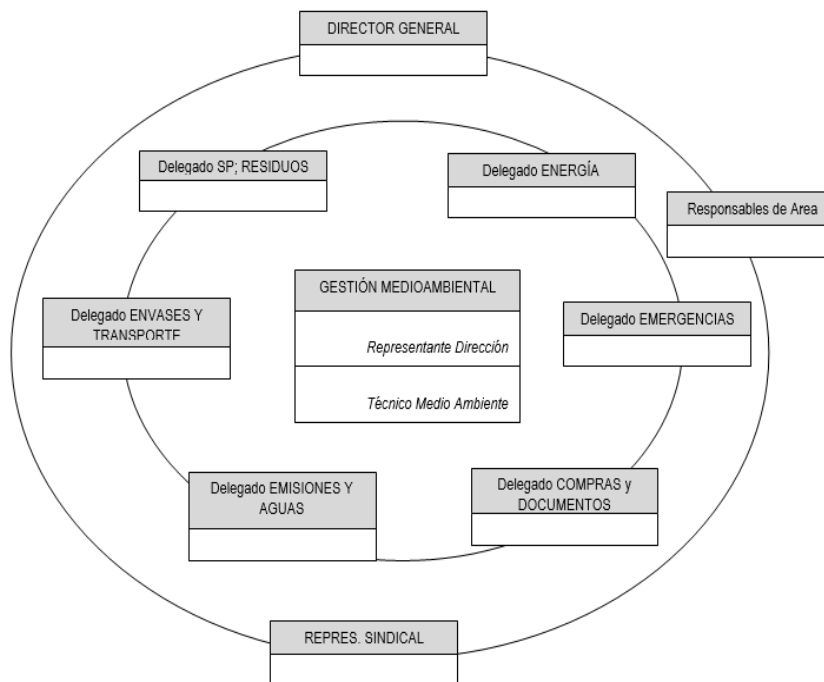 DIRECTOR GENERAL
Delegado SP; RESIDUOS
Delegado ENERGÍA
Responsables de Area
GESTIÓN MEDIOAMBIENTAL
Representante Dirección
Técnico Medio Ambiente
Delegado ENVASES Y
TRANSPORTE
Delegado EMERGENCIAS
Delegado EMISIONES Y
AGUAS
Delegado COMPRAS y
DOCUMENTOS
REPRES. SINDICAL